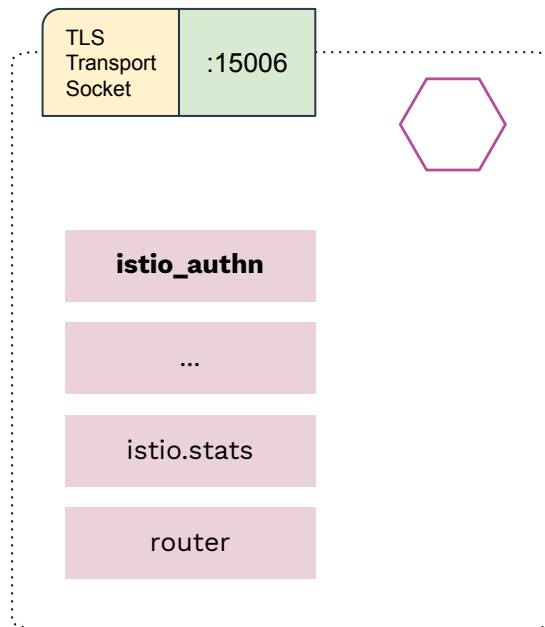 TLS
Transport
Socket
:15006
istio_authn
...
istio.stats
router